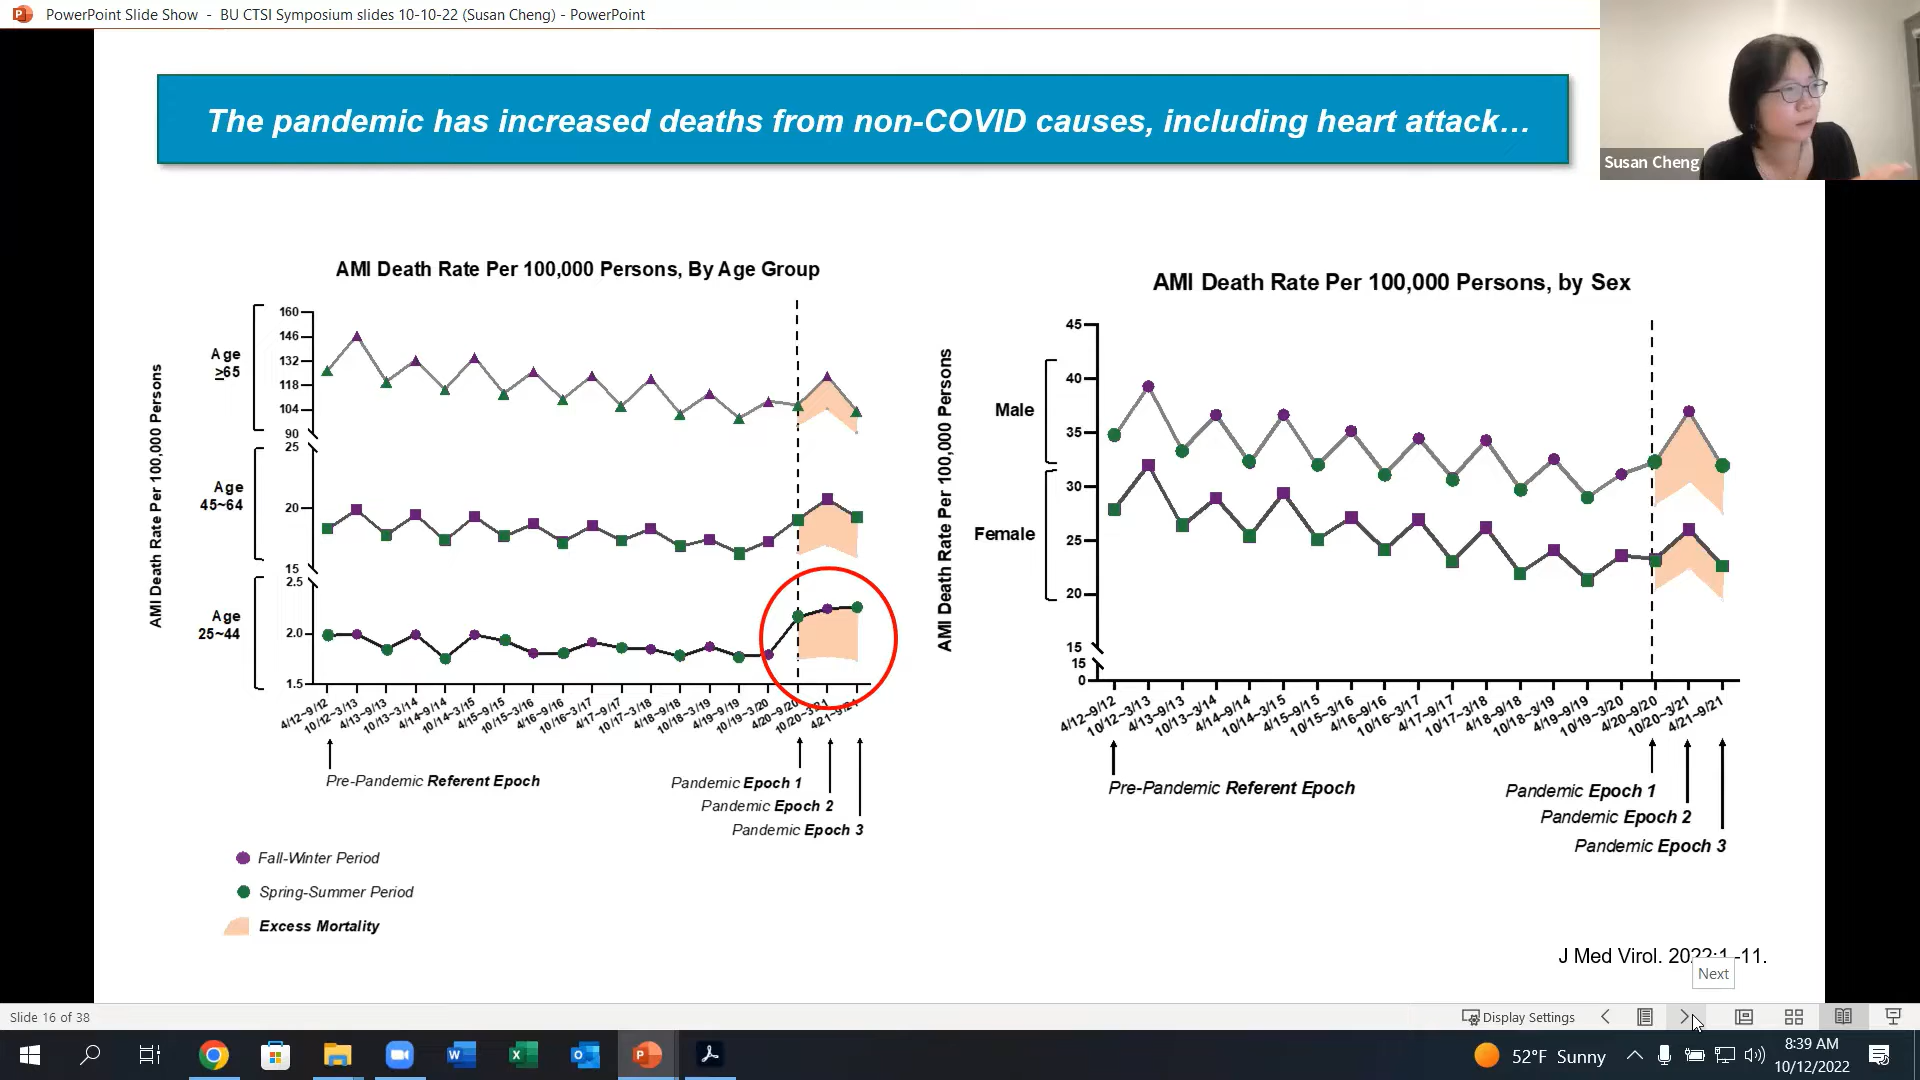 PowerPoint Slide Show - BU CTSI Symposium slides 10-10-22 (Susan Cheng) - PowerPoint
Susan Cheng
The pandemic has increased deaths from non-COVID causes, including heart attack...
AMI Death Rate Per 100,000 Persons, By Age Group
AMI Death Rate Per 100,000 Persons
Age
≥65
160
146
132
118
104
90
Age
45~64
25
20
15
Age
25~44
2.5
2.0
1.5
4/12~9/12
10/12~3/13
4/13~9/13
10/13~3/14
4/14~9/14
10/14~3/15
4/15~9/15
10/15~3/16
4/16~9/16
10/16~3/17
4/17~9/17
10/17~3/18
4/18~9/18
10/18~3/19
4/19~9/19
10/19~3/20
4/20~9/20
10/20~3/21
4/21~9/21
Pre-Pandemic Referent Epoch
Pandemic Epoch 1
Pandemic Epoch 2
Pandemic Epoch 3
Fall-Winter Period
Spring-Summer Period
Excess Mortality
AMI Death Rate Per 100,000 Persons, by Sex
AMI Death Rate Per 100,000 Persons
Male
Female
45
40
35
30
25
20
15
15
0
4/12~9/12
10/12~3/13
4/13~9/13
10/13~3/14
4/14~9/14
10/14~3/15
4/15~9/15
10/15~3/16
4/16~9/16
10/16~3/17
4/17~9/17
10/17~3/18
4/18~9/18
10/18~3/19
4/19~9/19
10/19~3/20
4/20~9/20
10/20~3/21
4/21~9/21
Pre-Pandemic Referent Epoch
Pandemic Epoch 1
Pandemic Epoch 2
Pandemic Epoch 3
J Med Virol. 2022;1-11.
Next
Slide 16 of 38
Display Settings
52°F Sunny
8:39 AM
10/12/2022